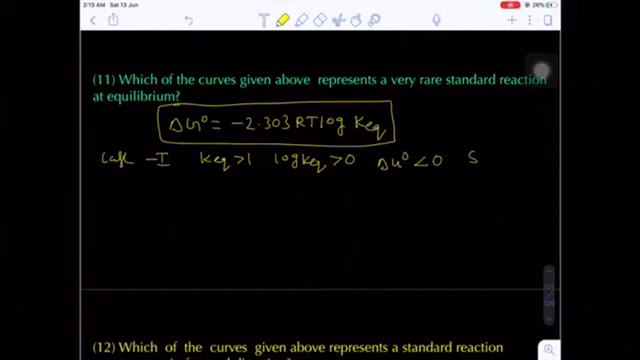 2:13 AM Sat 13 Jun
26%
(11) Which of the curves given above represents a very rare standard reaction
at equilibrium?
ΔG° = -2.303 RT log Keq
Case -I Keq > 1 log Keq > 0 ΔG° < 0 S
(12) Which of the curves given above represents a standard reaction